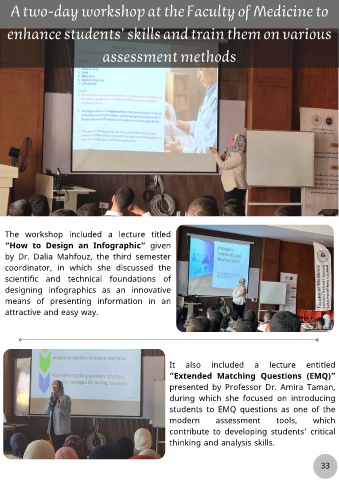 A two-day workshop at the Faculty of Medicine to
enhance students' skills and train them on various
assessment methods
The workshop included a lecture titled
"How to Design an Infographic" given
by Dr. Dalia Mahfouz, the third semester
coordinator, in which she discussed the
scientific and technical foundations of
designing infographics as an innovative
means of presenting information in an
attractive and easy way.
Faculty of Medicine
It also included a lecture entitled
"Extended Matching Questions (EMQ)"
presented by Professor Dr. Amira Taman,
during which she focused on introducing
students to EMQ questions as one of the
modern assessment tools, which
contribute to developing students' critical
thinking and analysis skills.
33